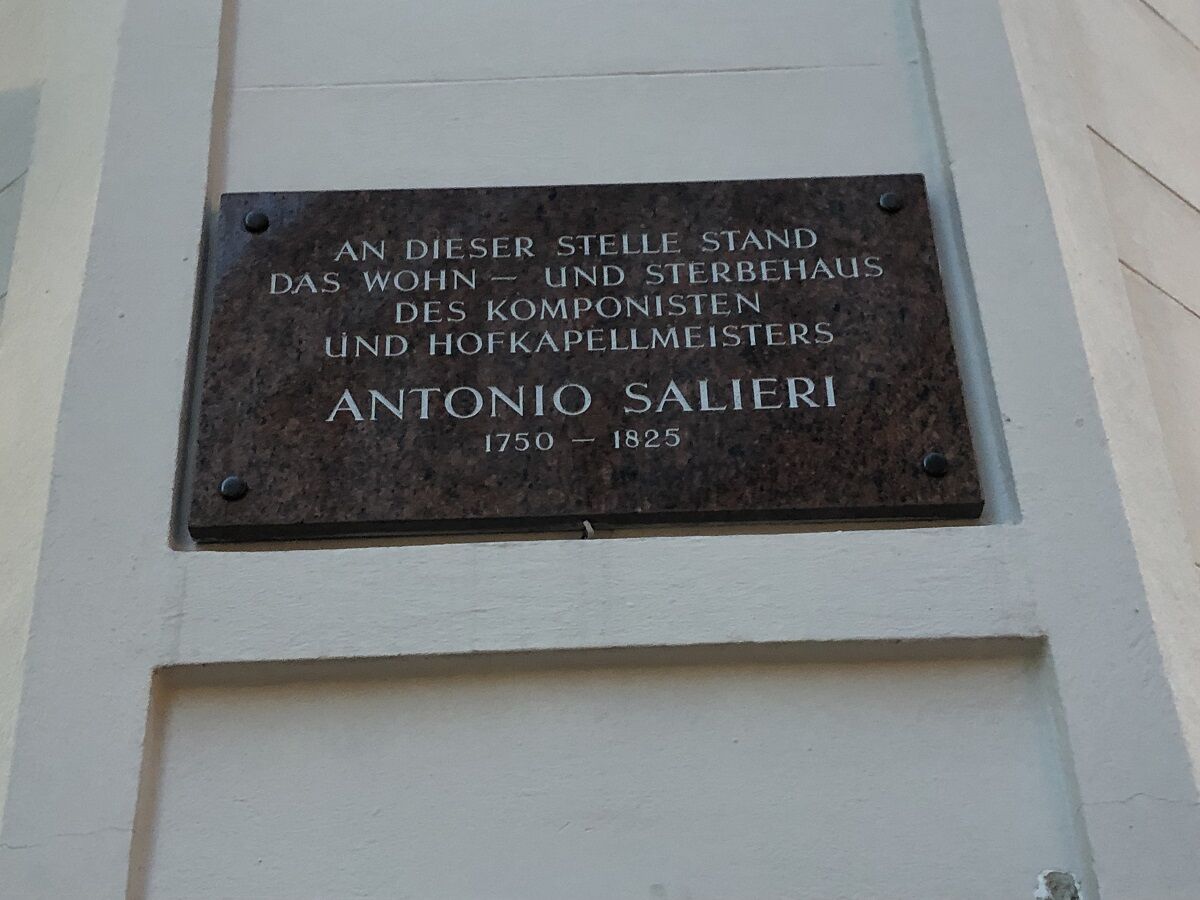 AN DIESER STELLE STAND
DAS WOHN – UND STERBEHAUS
DES KOMPONISTEN
UND HOFKAPELLMEISTERS
ANTONIO SALIERI
1750 – 1825